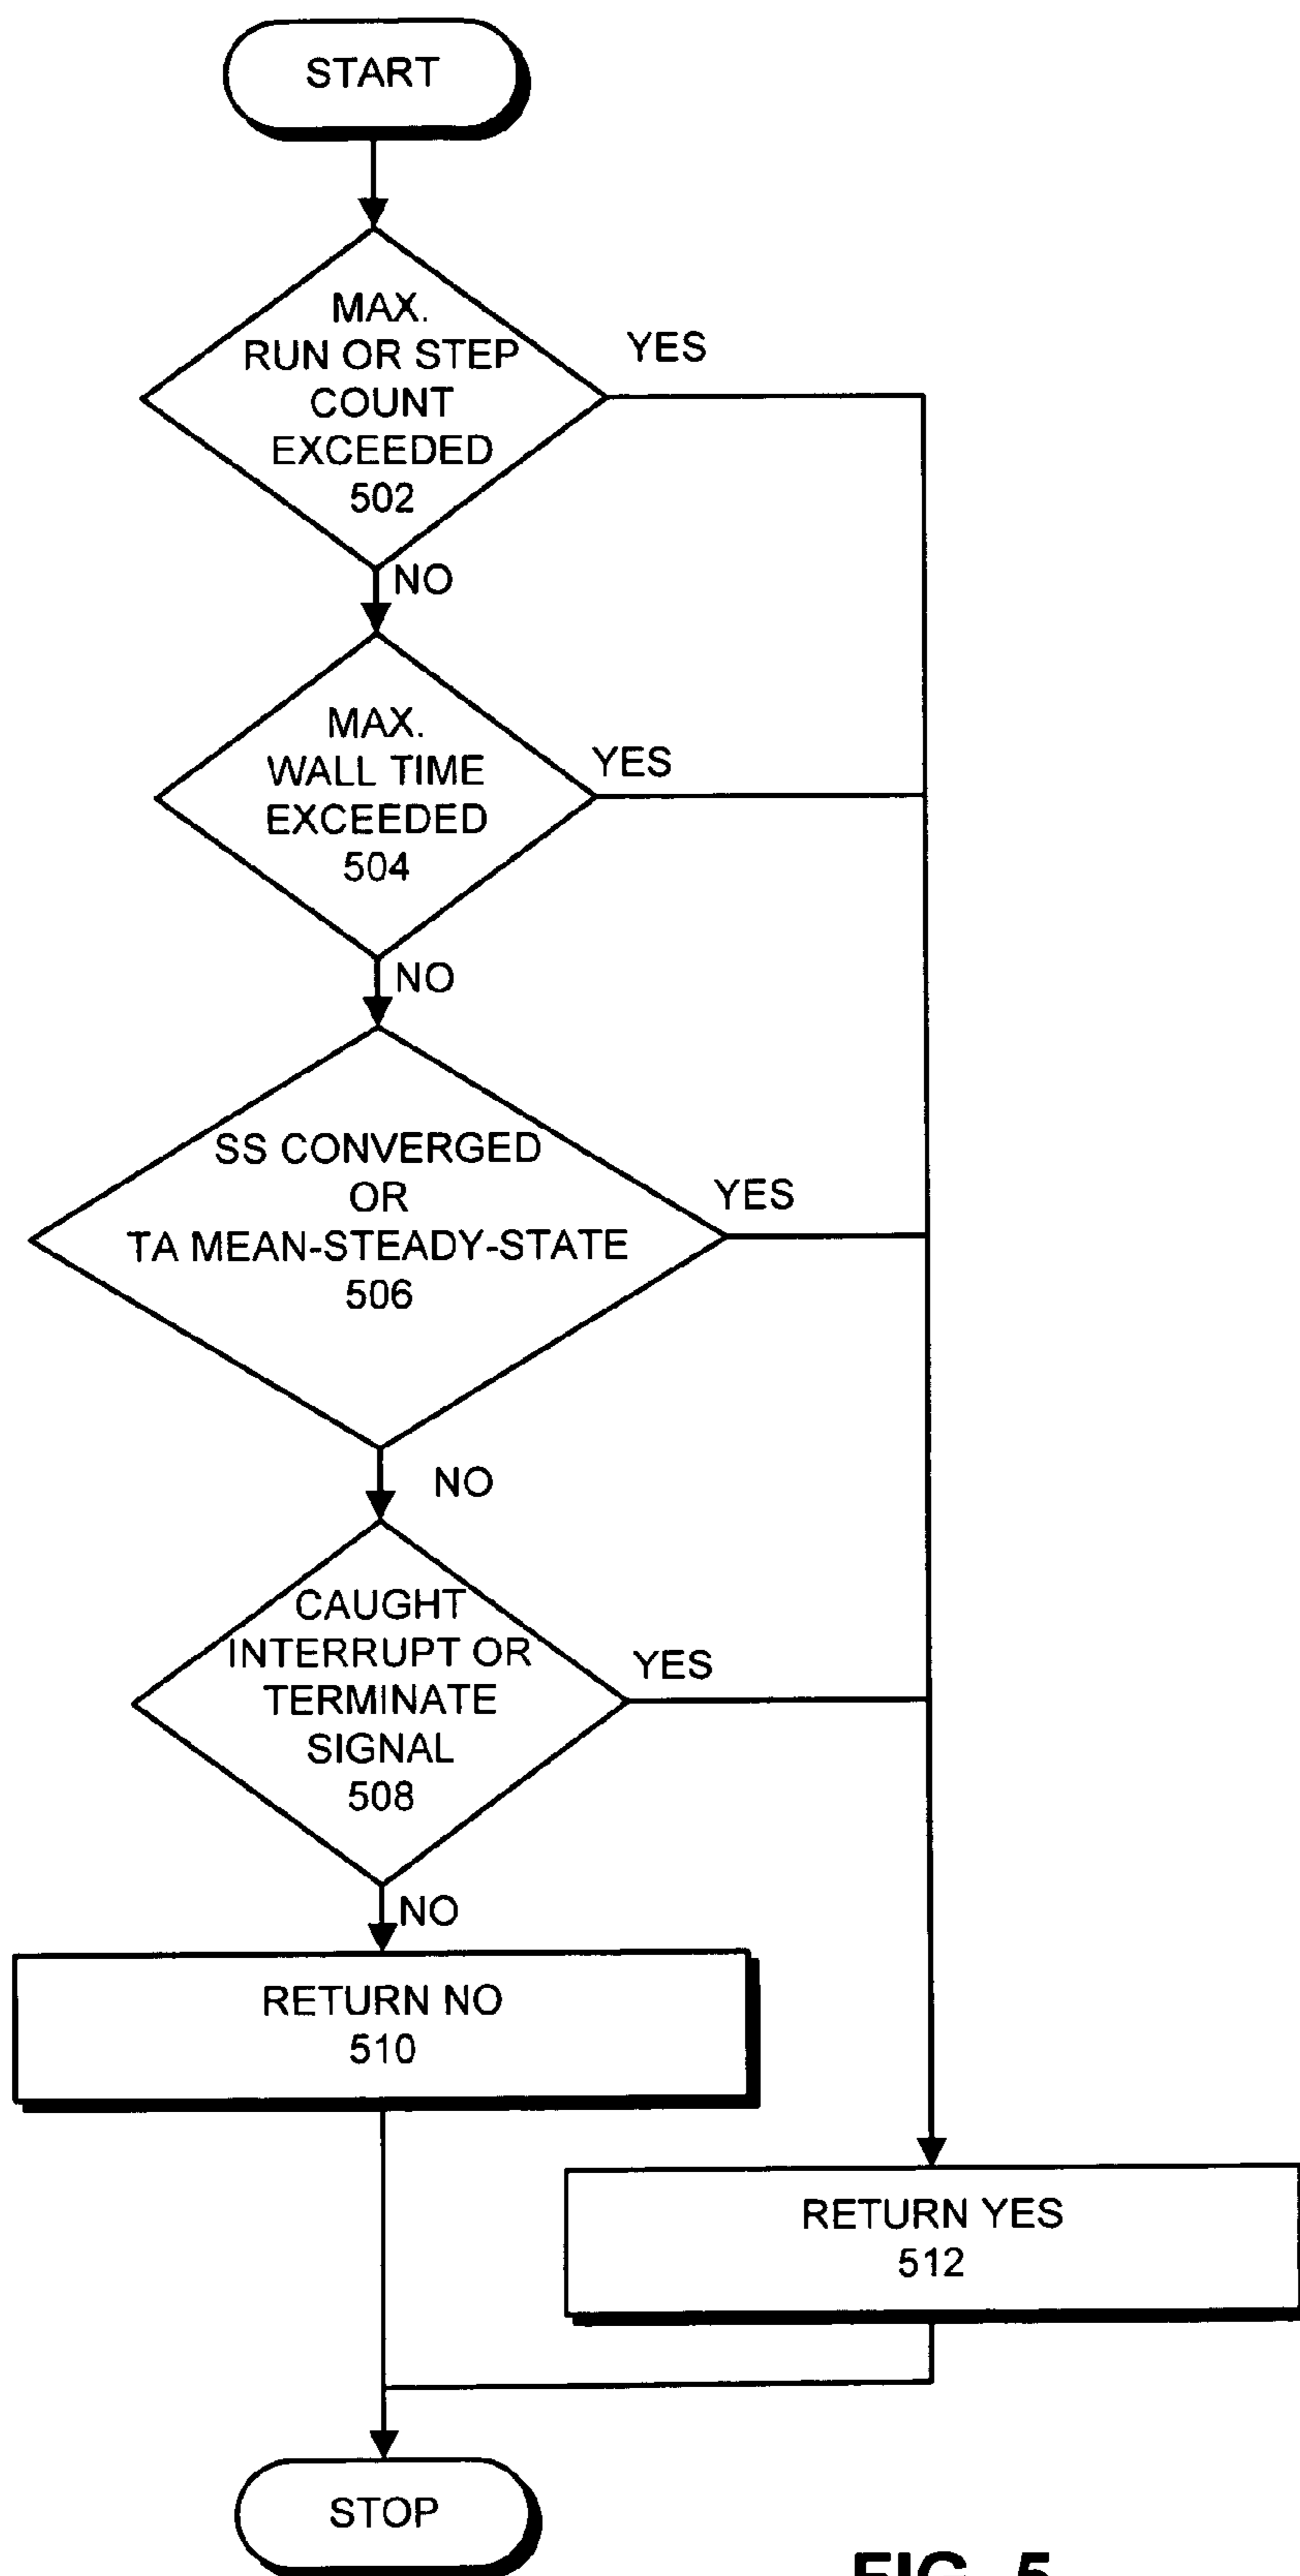 START
MAX.
RUN OR STEP
COUNT
EXCEEDED
502
YES
NO
MAX.
WALL TIME
EXCEEDED
504
YES
NO
SS CONVERGED
OR
TA MEAN-STEADY-STATE
506
YES
NO
CAUGHT
INTERRUPT OR
TERMINATE
SIGNAL
508
YES
NO
RETURN NO
510
RETURN YES
512
STOP
FIG. 5